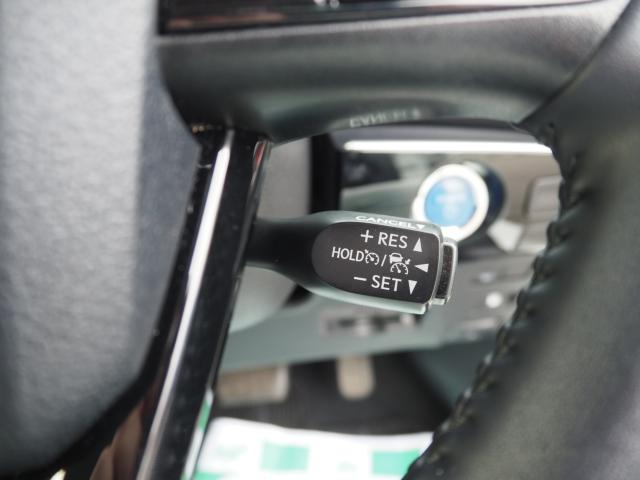 CANCEL
+ RES ▲
HOLD / ◀
− SET ▼